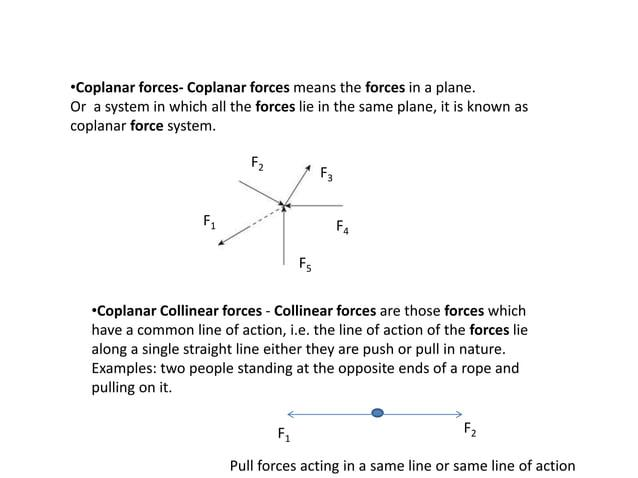 •Coplanar forces- Coplanar forces means the forces in a plane.
Or  a system in which all the forces lie in the same plane, it is known as
coplanar force system.
F2
F3
F1
F4
F5
•Coplanar Collinear forces - Collinear forces are those forces which
have a common line of action, i.e. the line of action of the forces lie
along a single straight line either they are push or pull in nature.
Examples: two people standing at the opposite ends of a rope and
pulling on it.
F1
F2
Pull forces acting in a same line or same line of action